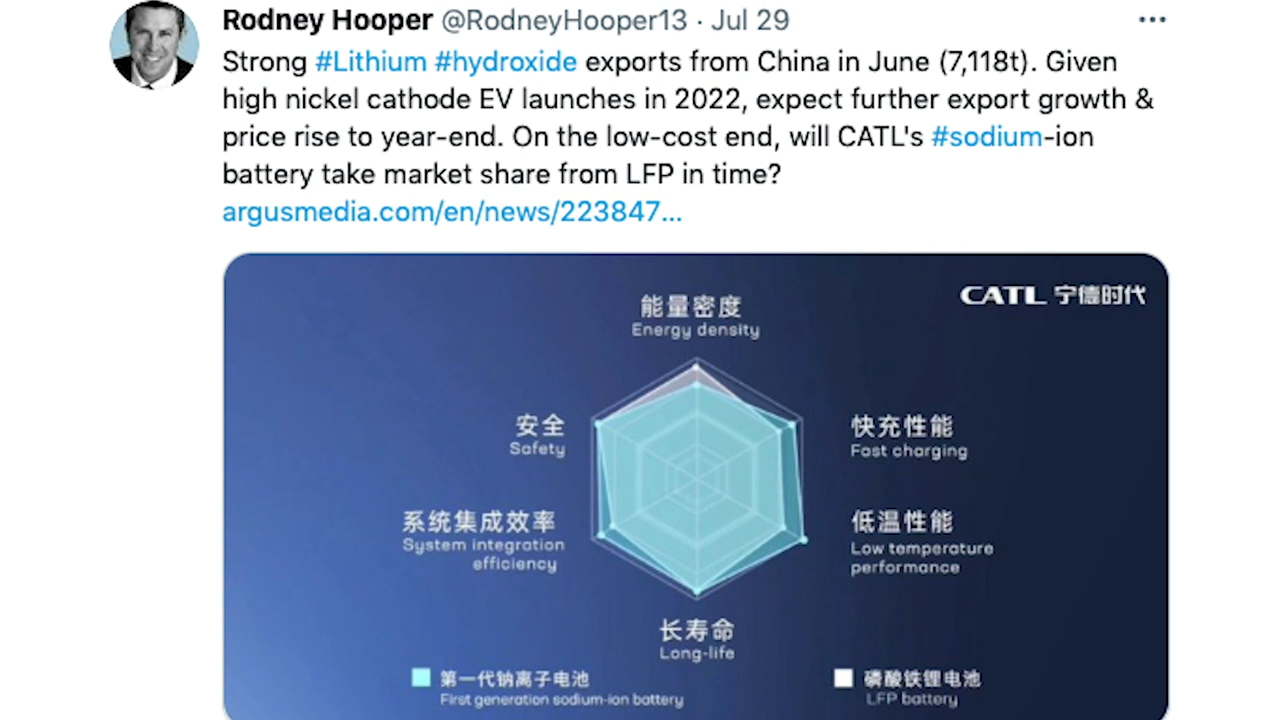 Rodney Hooper @RodneyHooper13 · Jul 29
Strong #Lithium #hydroxide exports from China in June (7,118t). Given
high nickel cathode EV launches in 2022, expect further export growth &
price rise to year-end. On the low-cost end, will CATL's #sodium-ion
battery take market share from LFP in time?
argusmedia.com/en/news/223847...
CATL 宁德时代
能量密度
Energy density
安全
Safety
快充性能
Fast charging
系统集成效率
System integration
efficiency
低温性能
Low temperature
performance
长寿命
Long-life
第一代钠离子电池
First generation sodium-ion battery
磷酸铁锂电池
LFP battery